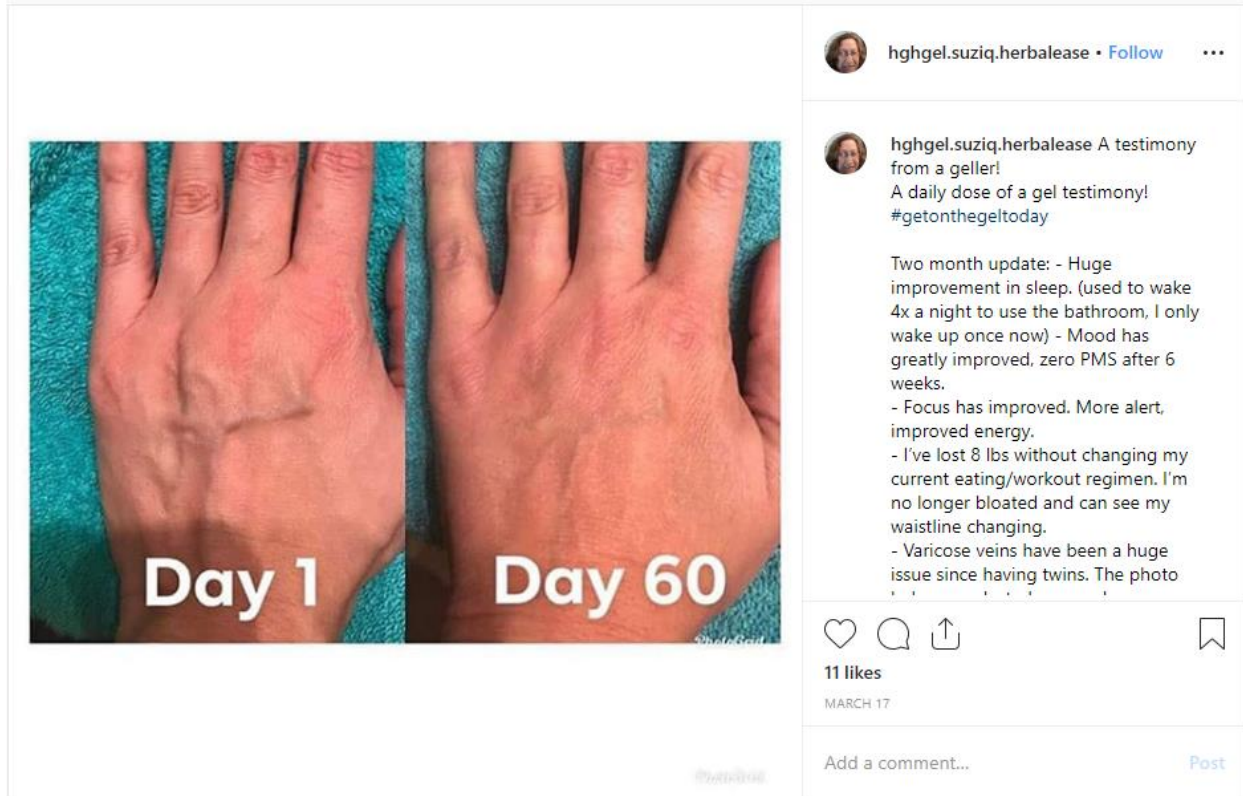 hghgel.suziq.herbalease • Follow
hghgel.suziq.herbalease A testimony
from a geller!
A daily dose of a gel testimony!
#getonthegeltoday
Two month update: - Huge
improvement in sleep. (used to wake
4x a night to use the bathroom, I only
wake up once now) - Mood has
greatly improved, zero PMS after 6
weeks.
- Focus has improved. More alert,
improved energy.
- I've lost 8 lbs without changing my
current eating/workout regimen. I'm
no longer bloated and can see my
waistline changing.
- Varicose veins have been a huge
issue since having twins. The photo
Day 1
Day 60
PhotoGrid
PhotoGrid
11 likes
MARCH 17
Add a comment...
Post